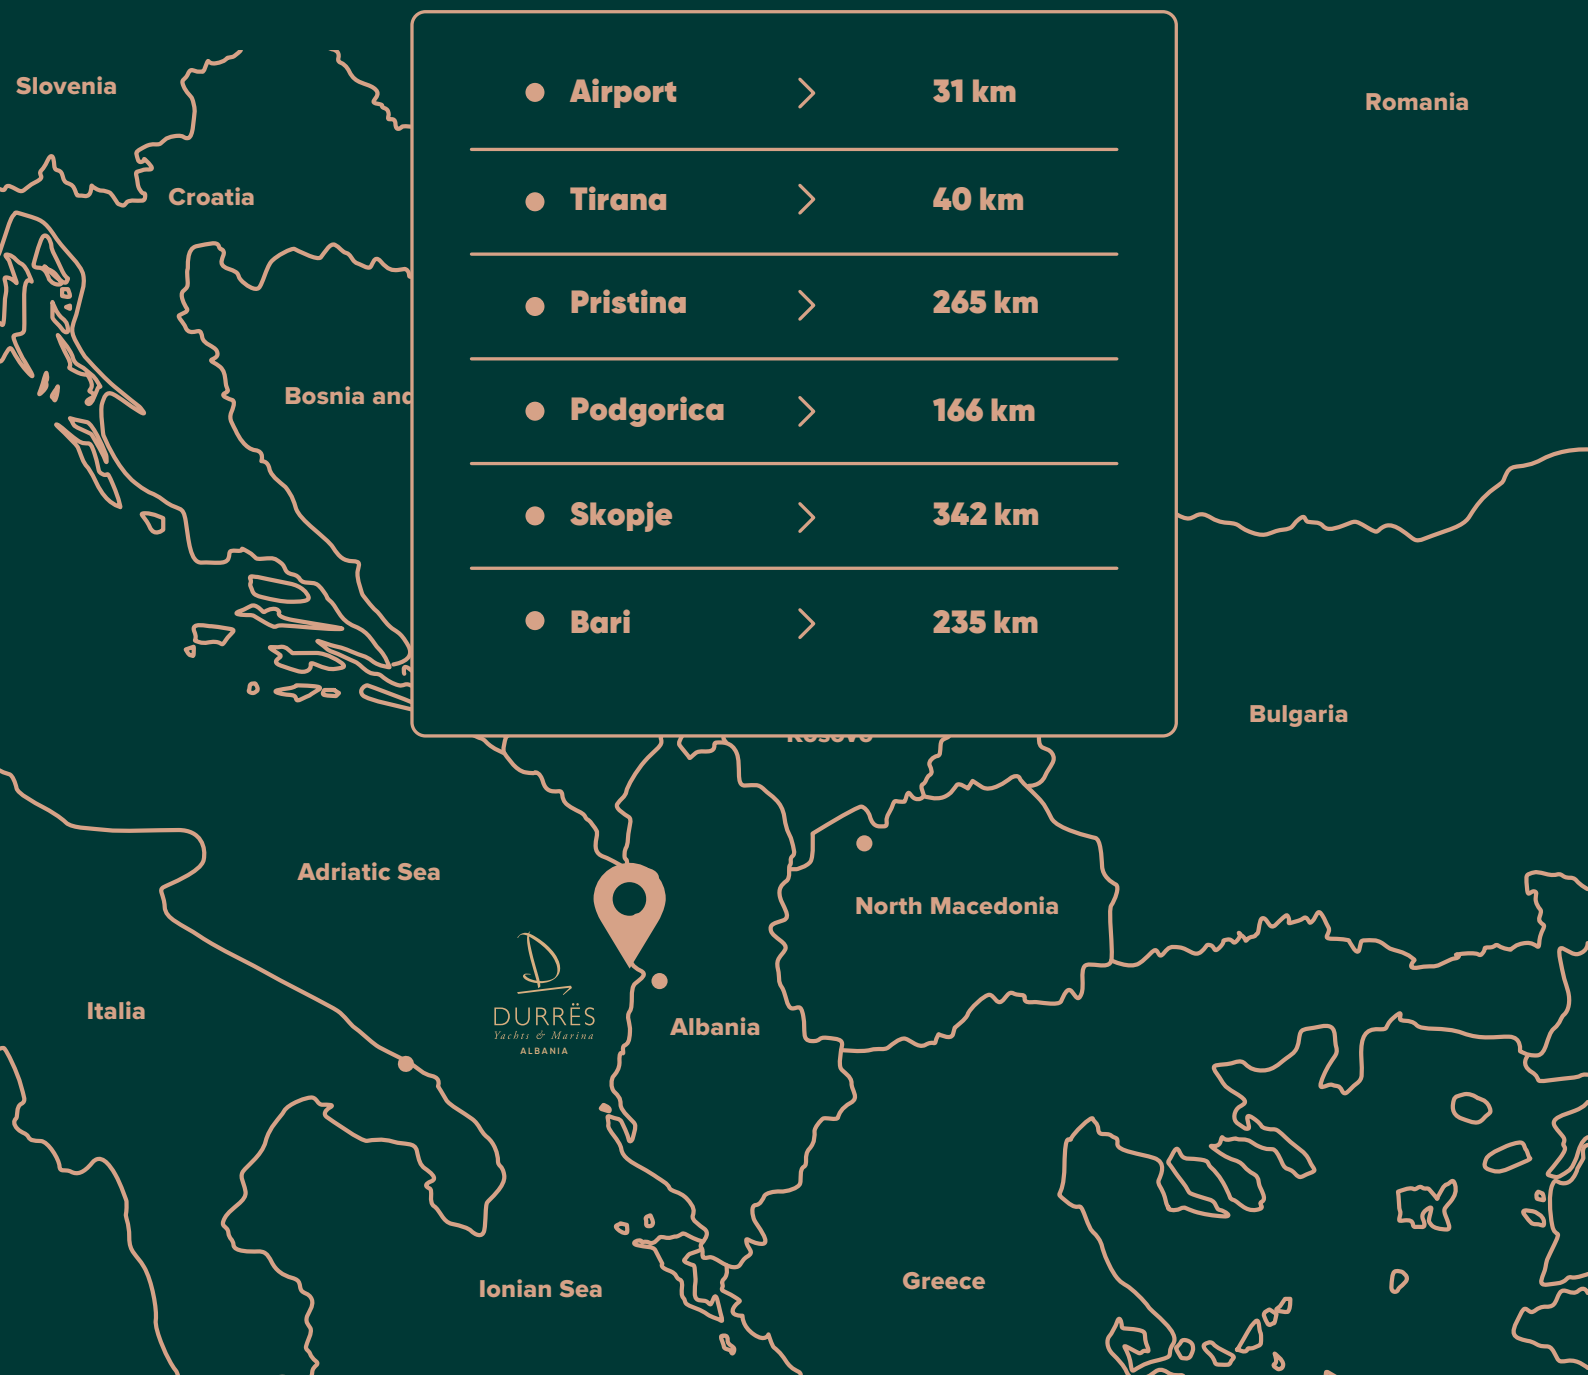 Slovenia
Croatia
Bosnia and
Airport > 31 km
Tirana > 40 km
Pristina > 265 km
Podgorica > 166 km
Skopje > 342 km
Bari > 235 km
Romania
Bulgaria
Kosovo
Adriatic Sea
North Macedonia
Italia
DURRËS
Yachts & Marina
ALBANIA
Albania
Ionian Sea
Greece